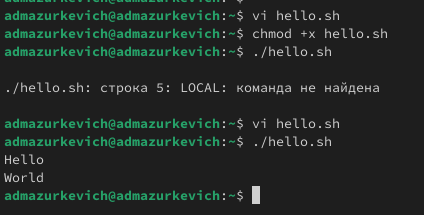 admazurkevich@admazurkevich:~$ vi hello.sh
admazurkevich@admazurkevich:~$ chmod +x hello.sh
admazurkevich@admazurkevich:~$ ./hello.sh
./hello.sh: строка 5: LOCAL: команда не найдена
admazurkevich@admazurkevich:~$ vi hello.sh
admazurkevich@admazurkevich:~$ ./hello.sh
Hello
World
admazurkevich@admazurkevich:~$